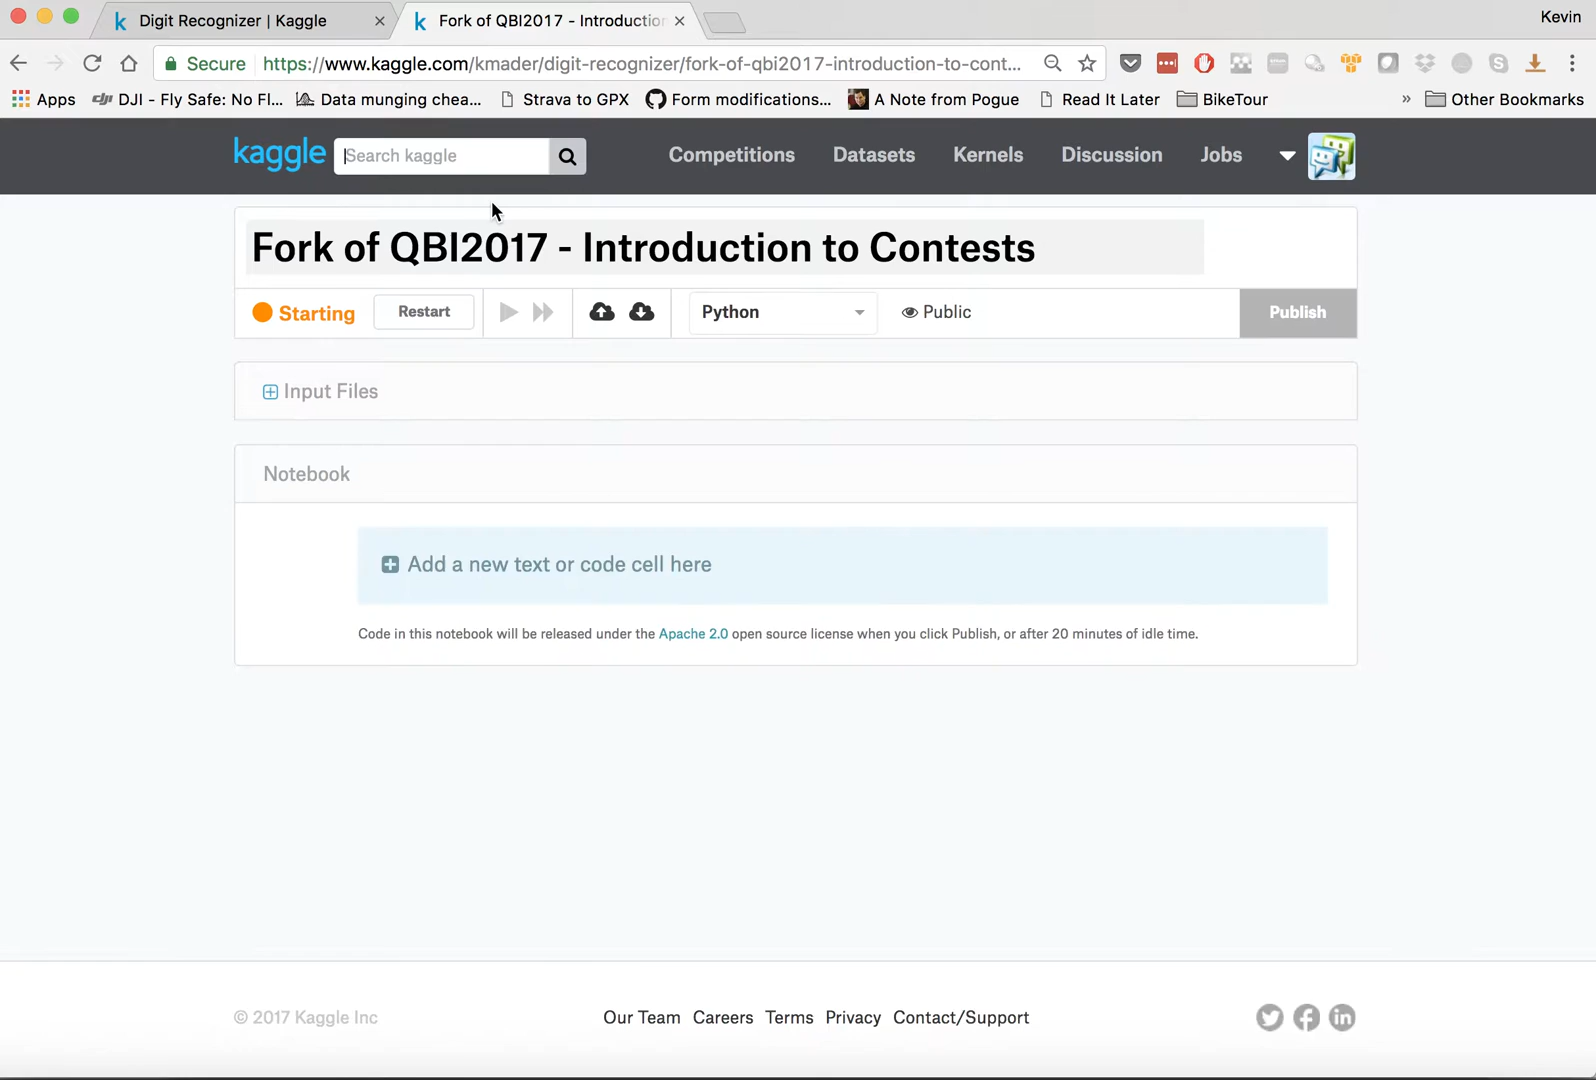 Digit Recognizer | Kaggle
Fork of QBI2017 - Introduction
Kevin
Secure https://www.kaggle.com/kmader/digit-recognizer/fork-of-qbi2017-introduction-to-cont...
Apps DJI - Fly Safe: No Fl... Data munging chea... Strava to GPX Form modifications... A Note from Pogue Read It Later BikeTour » Other Bookmarks
kaggle Search kaggle Competitions Datasets Kernels Discussion Jobs
Fork of QBI2017 - Introduction to Contests
Starting Restart Python Public Publish
Input Files
Notebook
Add a new text or code cell here
Code in this notebook will be released under the Apache 2.0 open source license when you click Publish, or after 20 minutes of idle time.
© 2017 Kaggle Inc Our Team Careers Terms Privacy Contact/Support